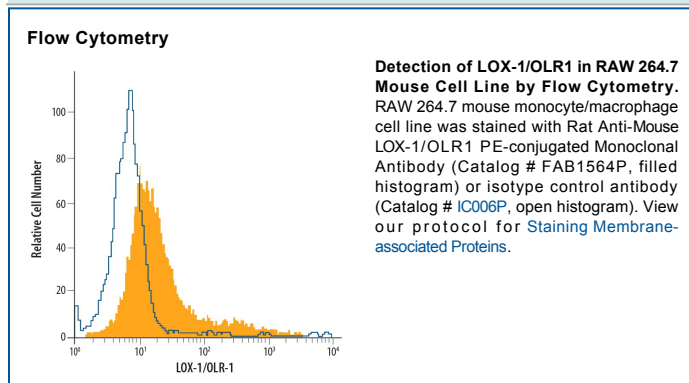 Flow Cytometry
Detection of LOX-1/OLR1 in RAW 264.7
Mouse Cell Line by Flow Cytometry.
RAW 264.7 mouse monocyte/macrophage
cell line was stained with Rat Anti-Mouse
LOX-1/OLR1 PE-conjugated Monoclonal
Antibody (Catalog # FAB1564P, filled
histogram) or isotype control antibody
(Catalog # IC006P, open histogram). View
our protocol for Staining Membrane-
associated Proteins.
Relative Cell Number
100
80
60
40
20
0
10⁰ 10¹ 10² 10³ 10⁴
LOX-1/OLR-1